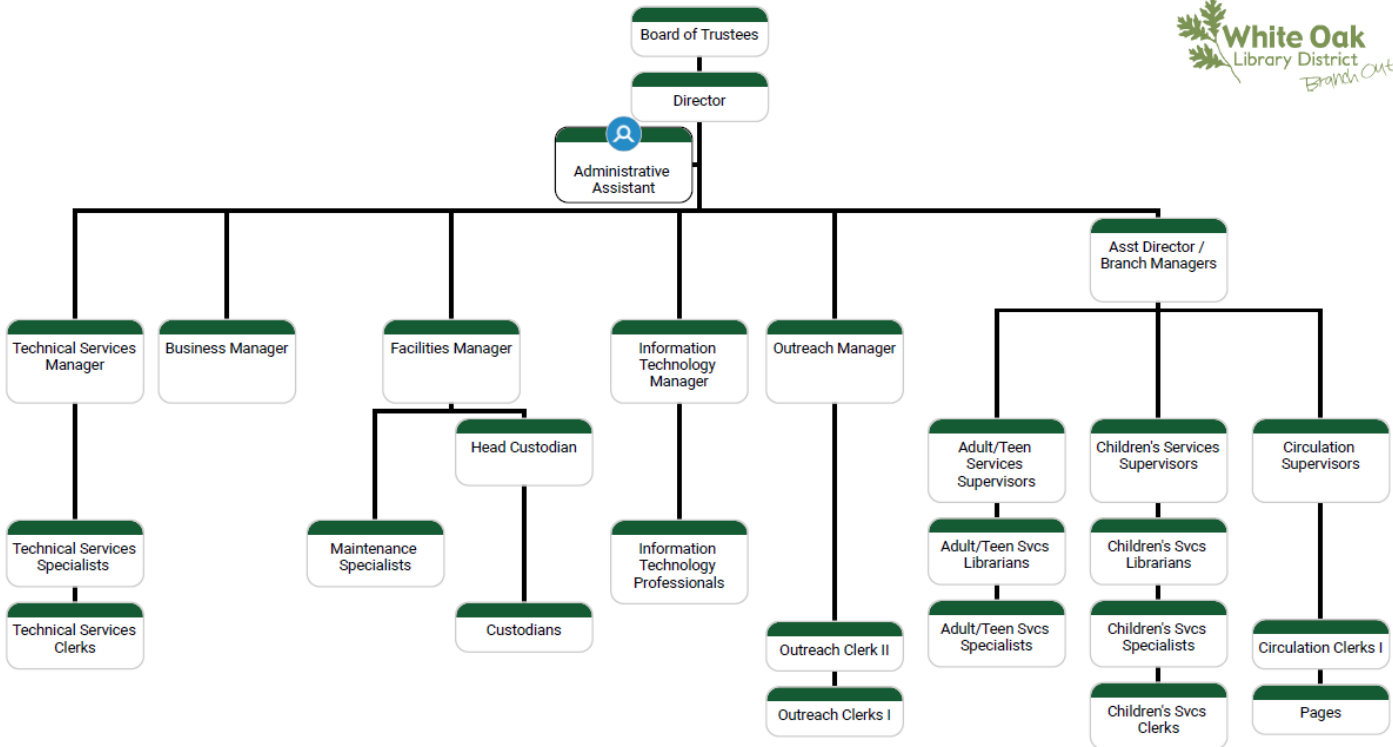 Board of Trustees
White Oak
Library District
Branch Out
Director
Administrative
Assistant
Asst Director /
Branch Managers
Technical Services
Manager
Business Manager
Facilities Manager
Information
Technology
Manager
Outreach Manager
Head Custodian
Adult/Teen
Services
Supervisors
Children's Services
Supervisors
Circulation
Supervisors
Technical Services
Specialists
Maintenance
Specialists
Information
Technology
Professionals
Adult/Teen Svcs
Librarians
Children's Svcs
Librarians
Technical Services
Clerks
Custodians
Outreach Clerk II
Adult/Teen Svcs
Specialists
Children's Svcs
Specialists
Circulation Clerks I
Outreach Clerks I
Children's Svcs
Clerks
Pages